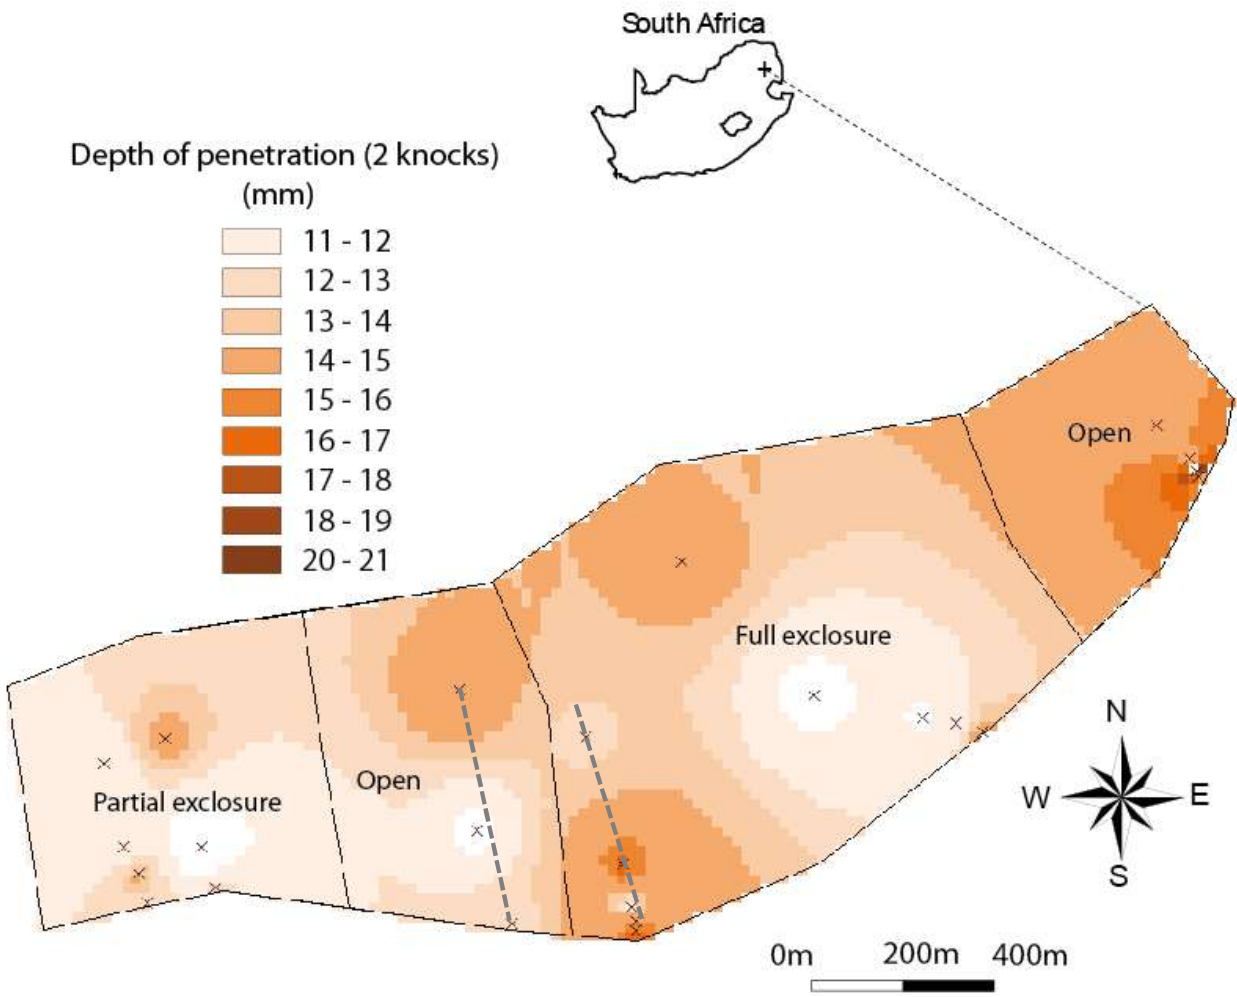 South Africa
Depth of penetration (2 knocks)
(mm)
11 - 12
12 - 13
13 - 14
14 - 15
15 - 16
16 - 17
17 - 18
18 - 19
20 - 21
Open
Full exclosure
Open
Partial exclosure
N
W
E
S
0m
200m
400m